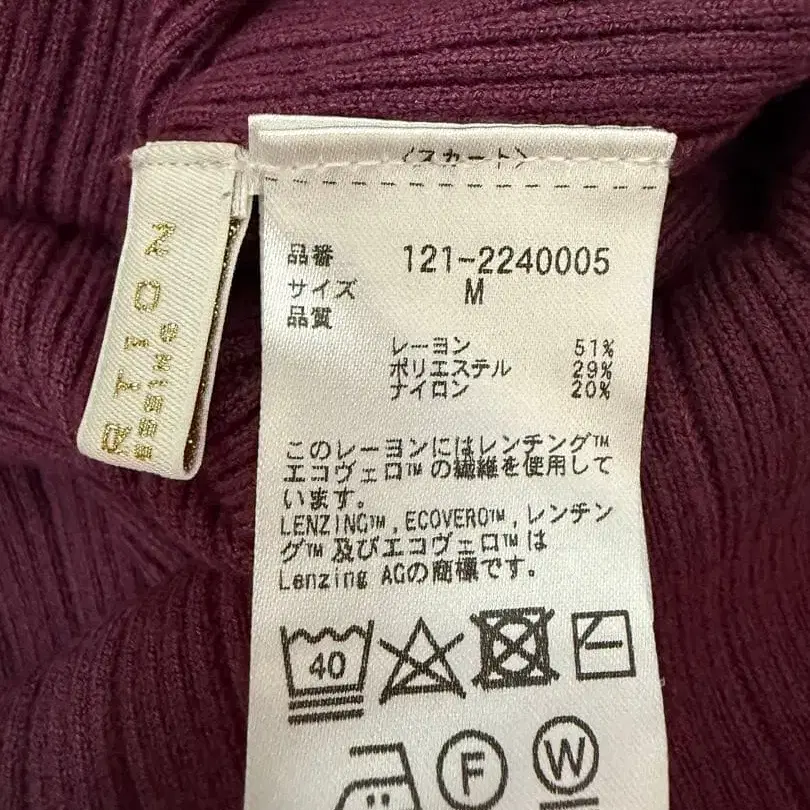 〈スカート〉
品番 121-2240005
サイズ M
品質
レーヨン 51%
ポリエステル 29%
ナイロン 20%
このレーヨンにはレンチング™
エコヴェロ™の繊維を使用して
います。
LENZING™,ECOVERO™,レンチン
グ™及びエコヴェロ™は
Lenzing AGの商標です。
40
F
W